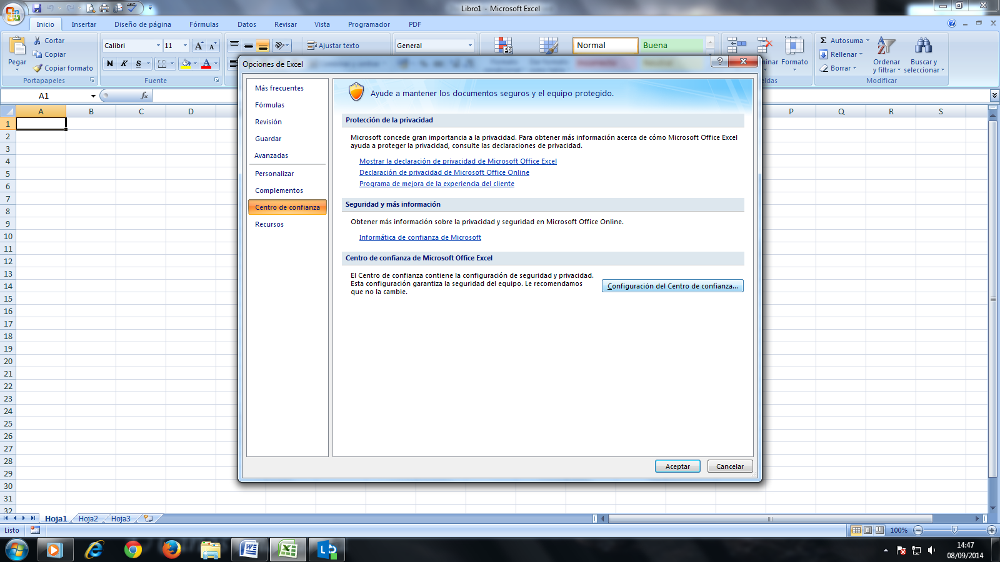 Libro1 - Microsoft Excel
Inicio Insertar Diseño de página Fórmulas Datos Revisar Vista Programador PDF
Pegar
Cortar
Copiar
Copiar formato
Portapapeles
Calibri 11
N K S
Fuente
Ajustar texto
General
Normal Buena
Formato
Autosuma
Rellenar
Borrar
Ordenar y filtrar
Buscar y seleccionar
Modificar
A1 fx
A B C D P Q R S
1
2
3
4
5
6
7
8
9
10
11
12
13
14
15
16
17
18
19
20
21
22
23
24
25
26
27
28
29
30
31
32
Opciones de Excel
Más frecuentes
Fórmulas
Revisión
Guardar
Avanzadas
Personalizar
Complementos
Centro de confianza
Recursos
Ayude a mantener los documentos seguros y el equipo protegido.
Protección de la privacidad
Microsoft concede gran importancia a la privacidad. Para obtener más información acerca de cómo Microsoft Office Excel
ayuda a proteger la privacidad, consulte las declaraciones de privacidad.
Mostrar la declaración de privacidad de Microsoft Office Excel
Declaración de privacidad de Microsoft Office Online
Programa de mejora de la experiencia del cliente
Seguridad y más información
Obtener más información sobre la privacidad y seguridad en Microsoft Office Online.
Informática de confianza de Microsoft
Centro de confianza de Microsoft Office Excel
El Centro de confianza contiene la configuración de seguridad y privacidad.
Esta configuración garantiza la seguridad del equipo. Le recomendamos
que no la cambie.
Configuración del Centro de confianza...
Aceptar Cancelar
Hoja1 Hoja2 Hoja3
Listo 100%
14:47
08/09/2014